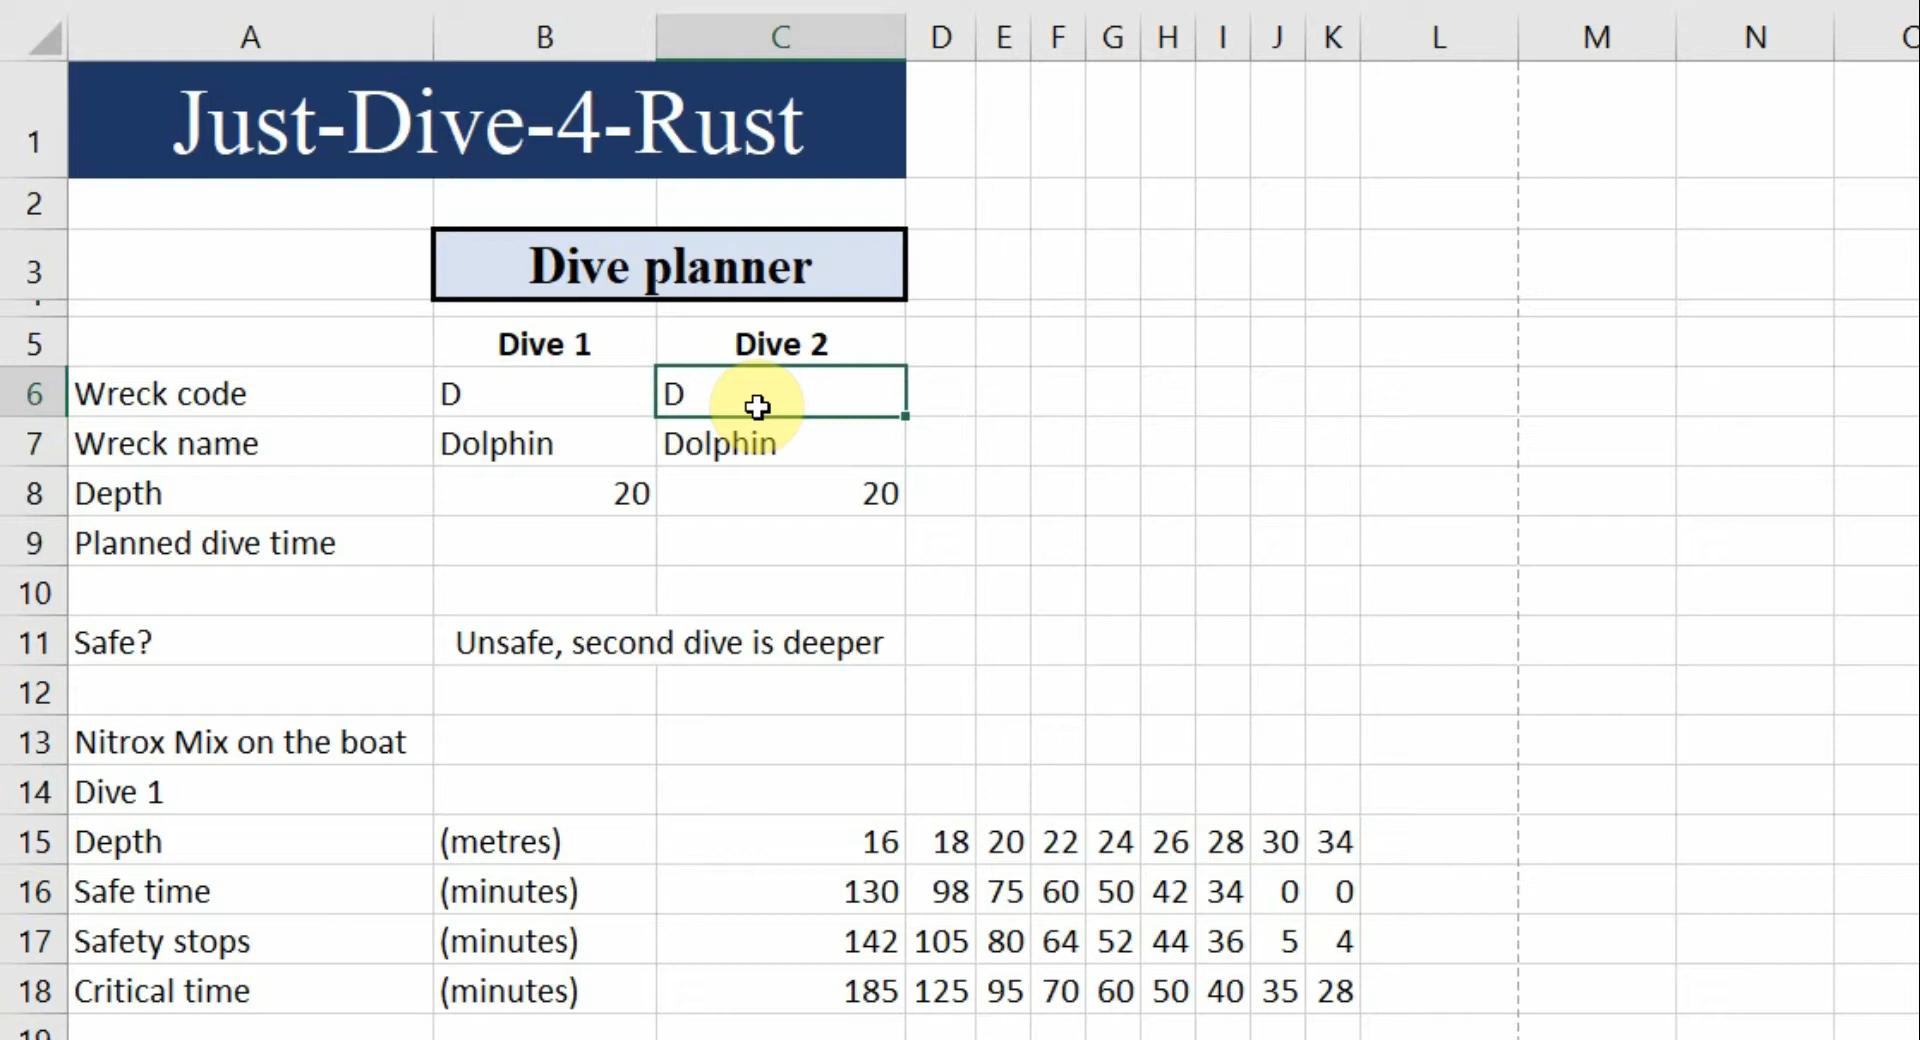 A B C D E F G H I J K L M N
1 Just-Dive-4-Rust
2
3 Dive planner
5 Dive 1 Dive 2
6 Wreck code D D
7 Wreck name Dolphin Dolphin
8 Depth 20 20
9 Planned dive time
10
11 Safe? Unsafe, second dive is deeper
12
13 Nitrox Mix on the boat
14 Dive 1
15 Depth (metres) 16 18 20 22 24 26 28 30 34
16 Safe time (minutes) 130 98 75 60 50 42 34 0 0
17 Safety stops (minutes) 142 105 80 64 52 44 36 5 4
18 Critical time (minutes) 185 125 95 70 60 50 40 35 28